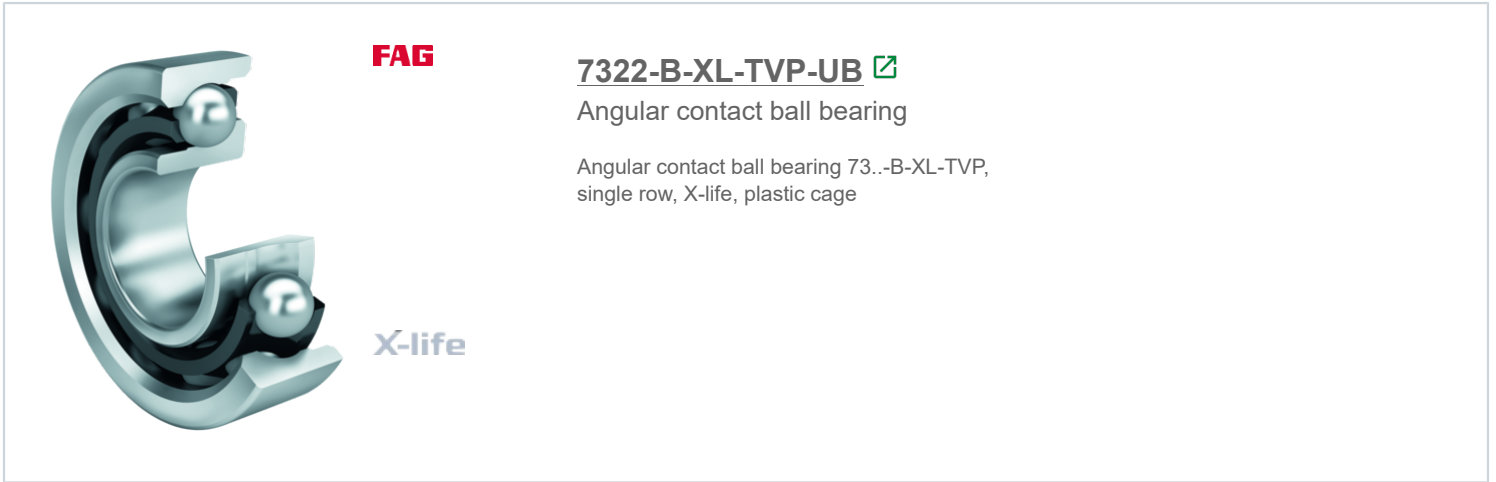 FAG
7322-B-XL-TVP-UB
Angular contact ball bearing
Angular contact ball bearing 73..-B-XL-TVP,
single row, X-life, plastic cage
X-life